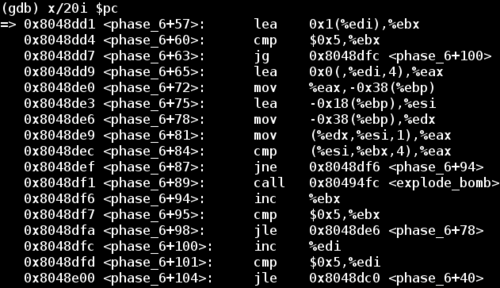 (gdb) x/20i $pc
=> 0x8048dd1 <phase_6+57>: lea 0x1(%edi),%ebx
0x8048dd4 <phase_6+60>: cmp $0x5,%ebx
0x8048dd7 <phase_6+63>: jg 0x8048dfc <phase_6+100>
0x8048dd9 <phase_6+65>: lea 0x0(,%edi,4),%eax
0x8048de0 <phase_6+72>: mov %eax,-0x38(%ebp)
0x8048de3 <phase_6+75>: lea -0x18(%ebp),%esi
0x8048de6 <phase_6+78>: mov -0x38(%ebp),%edx
0x8048de9 <phase_6+81>: mov (%edx,%esi,1),%eax
0x8048dec <phase_6+84>: cmp (%esi,%ebx,4),%eax
0x8048def <phase_6+87>: jne 0x8048df6 <phase_6+94>
0x8048df1 <phase_6+89>: call 0x80494fc <explode_bomb>
0x8048df6 <phase_6+94>: inc %ebx
0x8048df7 <phase_6+95>: cmp $0x5,%ebx
0x8048dfa <phase_6+98>: jle 0x8048de6 <phase_6+78>
0x8048dfc <phase_6+100>: inc %edi
0x8048dfd <phase_6+101>: cmp $0x5,%edi
0x8048e00 <phase_6+104>: jle 0x8048dc0 <phase_6+40>